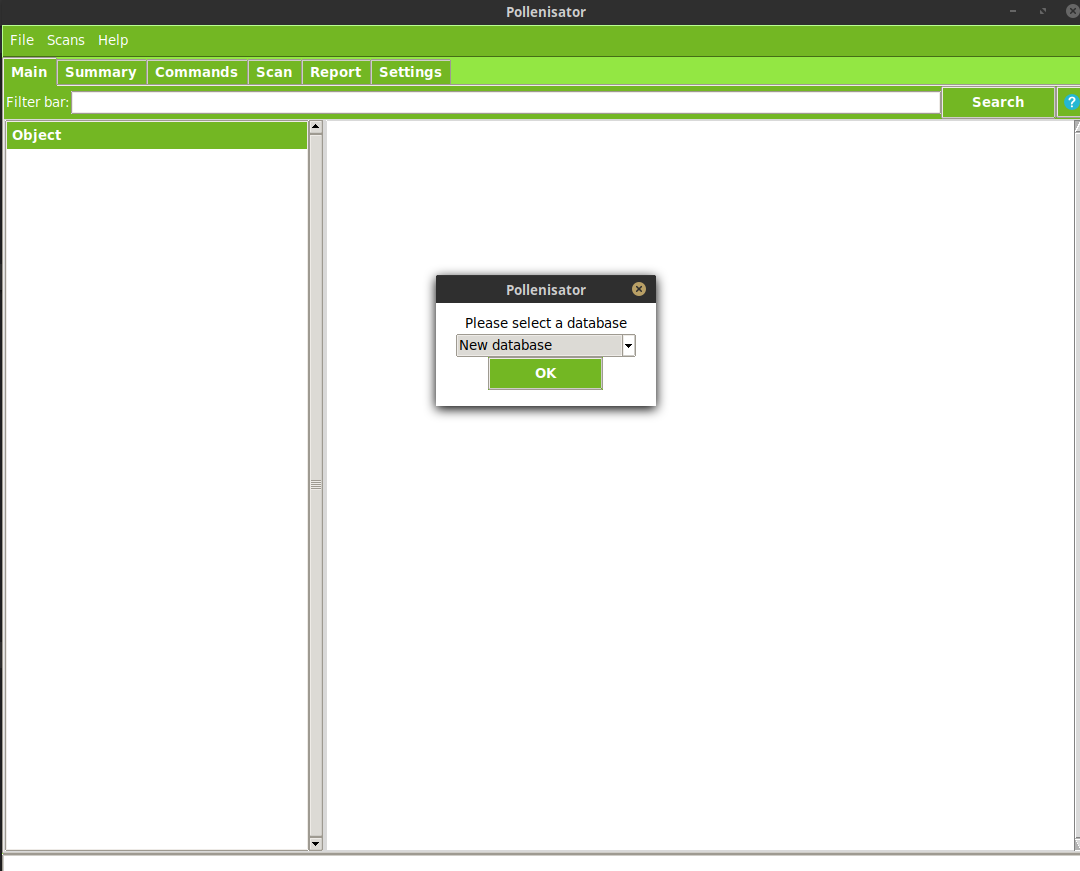 Pollenisator
File Scans Help
Main Summary Commands Scan Report Settings
Filter bar: Search ?
Object
Pollenisator
Please select a database
New database
OK